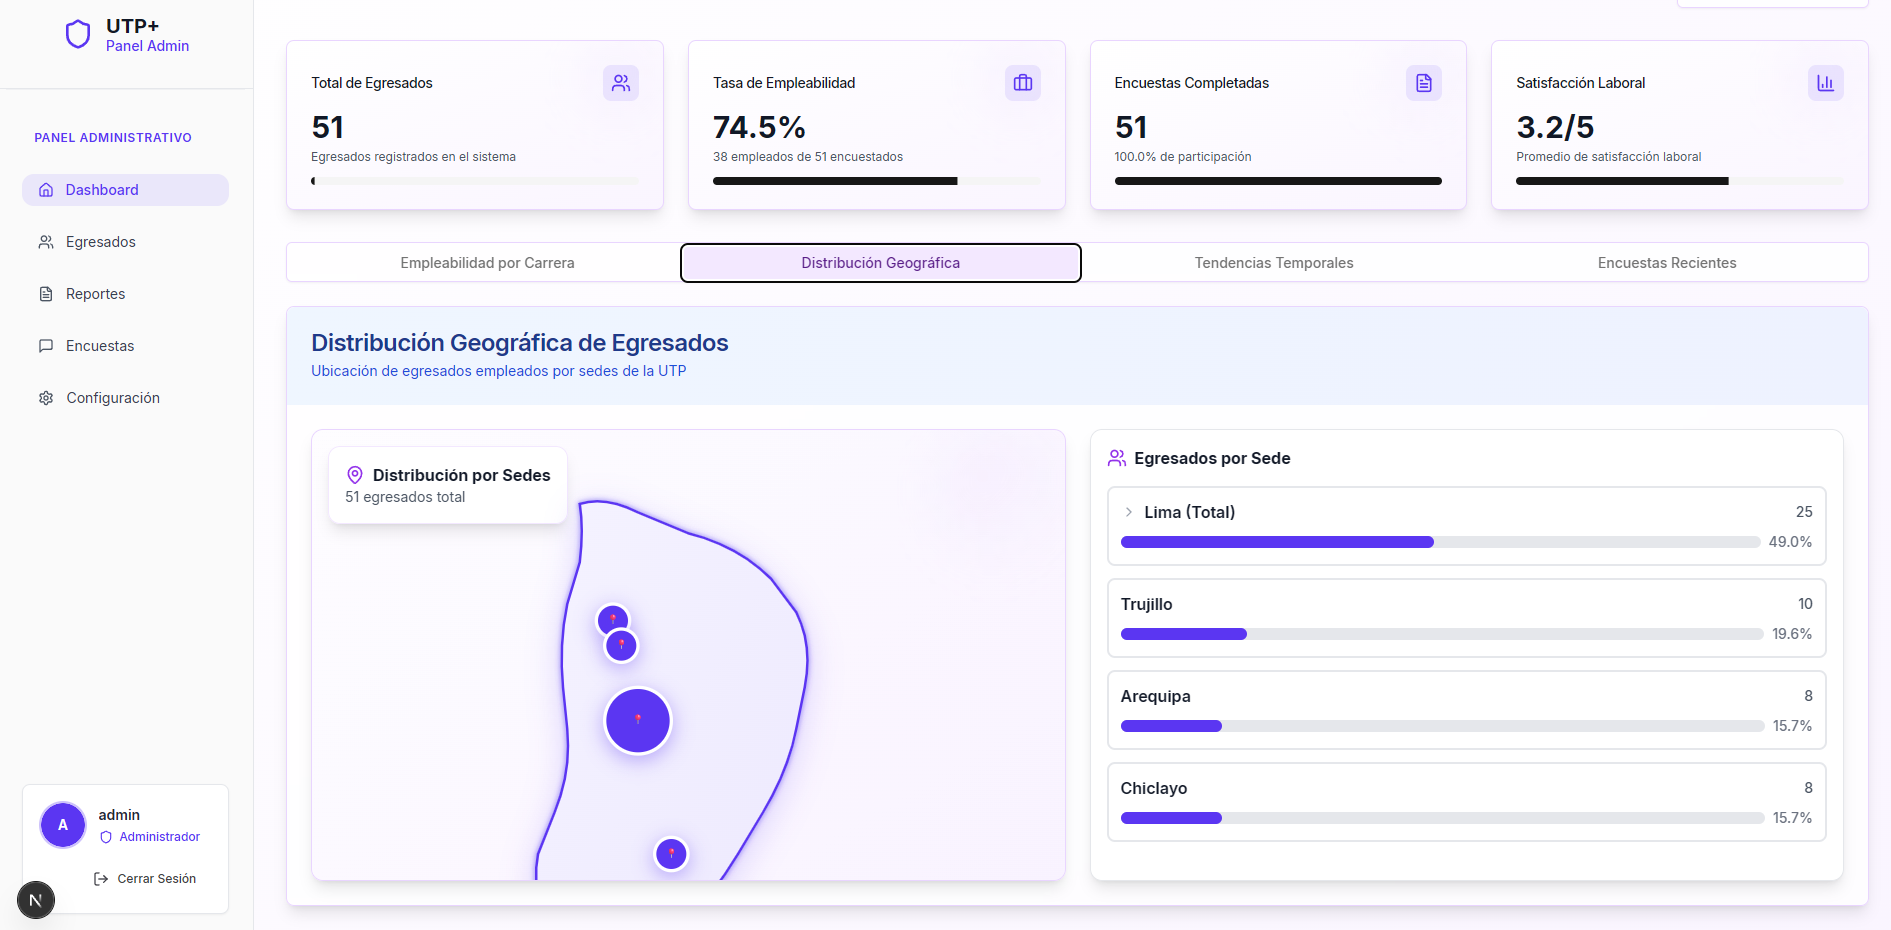 UTP+
Panel Admin
PANEL ADMINISTRATIVO
Dashboard
Egresados
Reportes
Encuestas
Configuración
A
admin
Administrador
Cerrar Sesión
N
Total de Egresados
51
Egresados registrados en el sistema
Tasa de Empleabilidad
74.5%
38 empleados de 51 encuestados
Encuestas Completadas
51
100.0% de participación
Satisfacción Laboral
3.2/5
Promedio de satisfacción laboral
Empleabilidad por Carrera
Distribución Geográfica
Tendencias Temporales
Encuestas Recientes
Distribución Geográfica de Egresados
Ubicación de egresados empleados por sedes de la UTP
Distribución por Sedes
51 egresados total
Egresados por Sede
Lima (Total) 25
49.0%
Trujillo 10
19.6%
Arequipa 8
15.7%
Chiclayo 8
15.7%